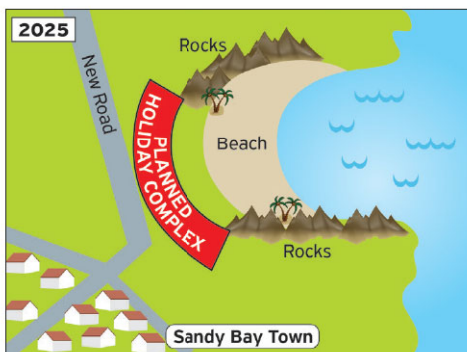 2025
Rocks
New Road
PLANNED
HOLIDAY COMPLEX
Beach
Rocks
Sandy Bay Town